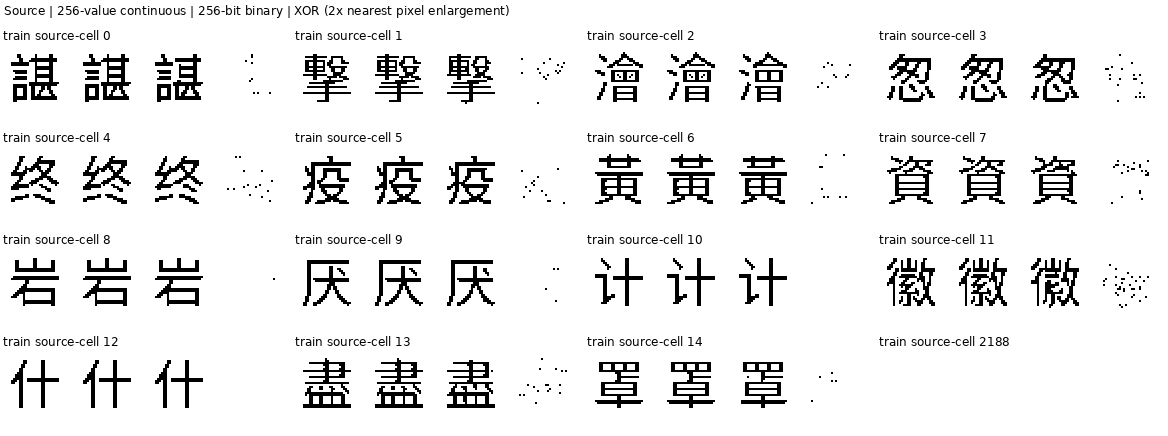 Source | 256-value continuous | 256-bit binary | XOR (2x nearest pixel enlargement)
train source-cell 0 train source-cell 1 train source-cell 2 train source-cell 3
諶 諶 諶 擊 擊 擊 澮 澮 澮 怱 怱 怱
train source-cell 4 train source-cell 5 train source-cell 6 train source-cell 7
终 终 终 疫 疫 疫 黃 黃 黃 資 資 資
train source-cell 8 train source-cell 9 train source-cell 10 train source-cell 11
岩 岩 岩 厌 厌 厌 计 计 计 徽 徽 徽
train source-cell 12 train source-cell 13 train source-cell 14 train source-cell 2188
什 什 什 盡 盡 盡 罩 罩 罩